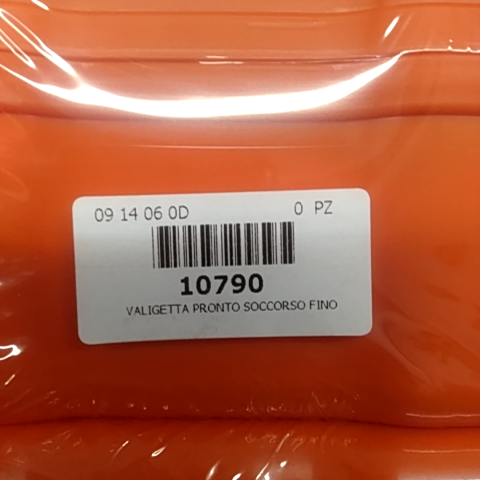 09 14 06 0D 0 PZ
10790
VALIGETTA PRONTO SOCCORSO FINO